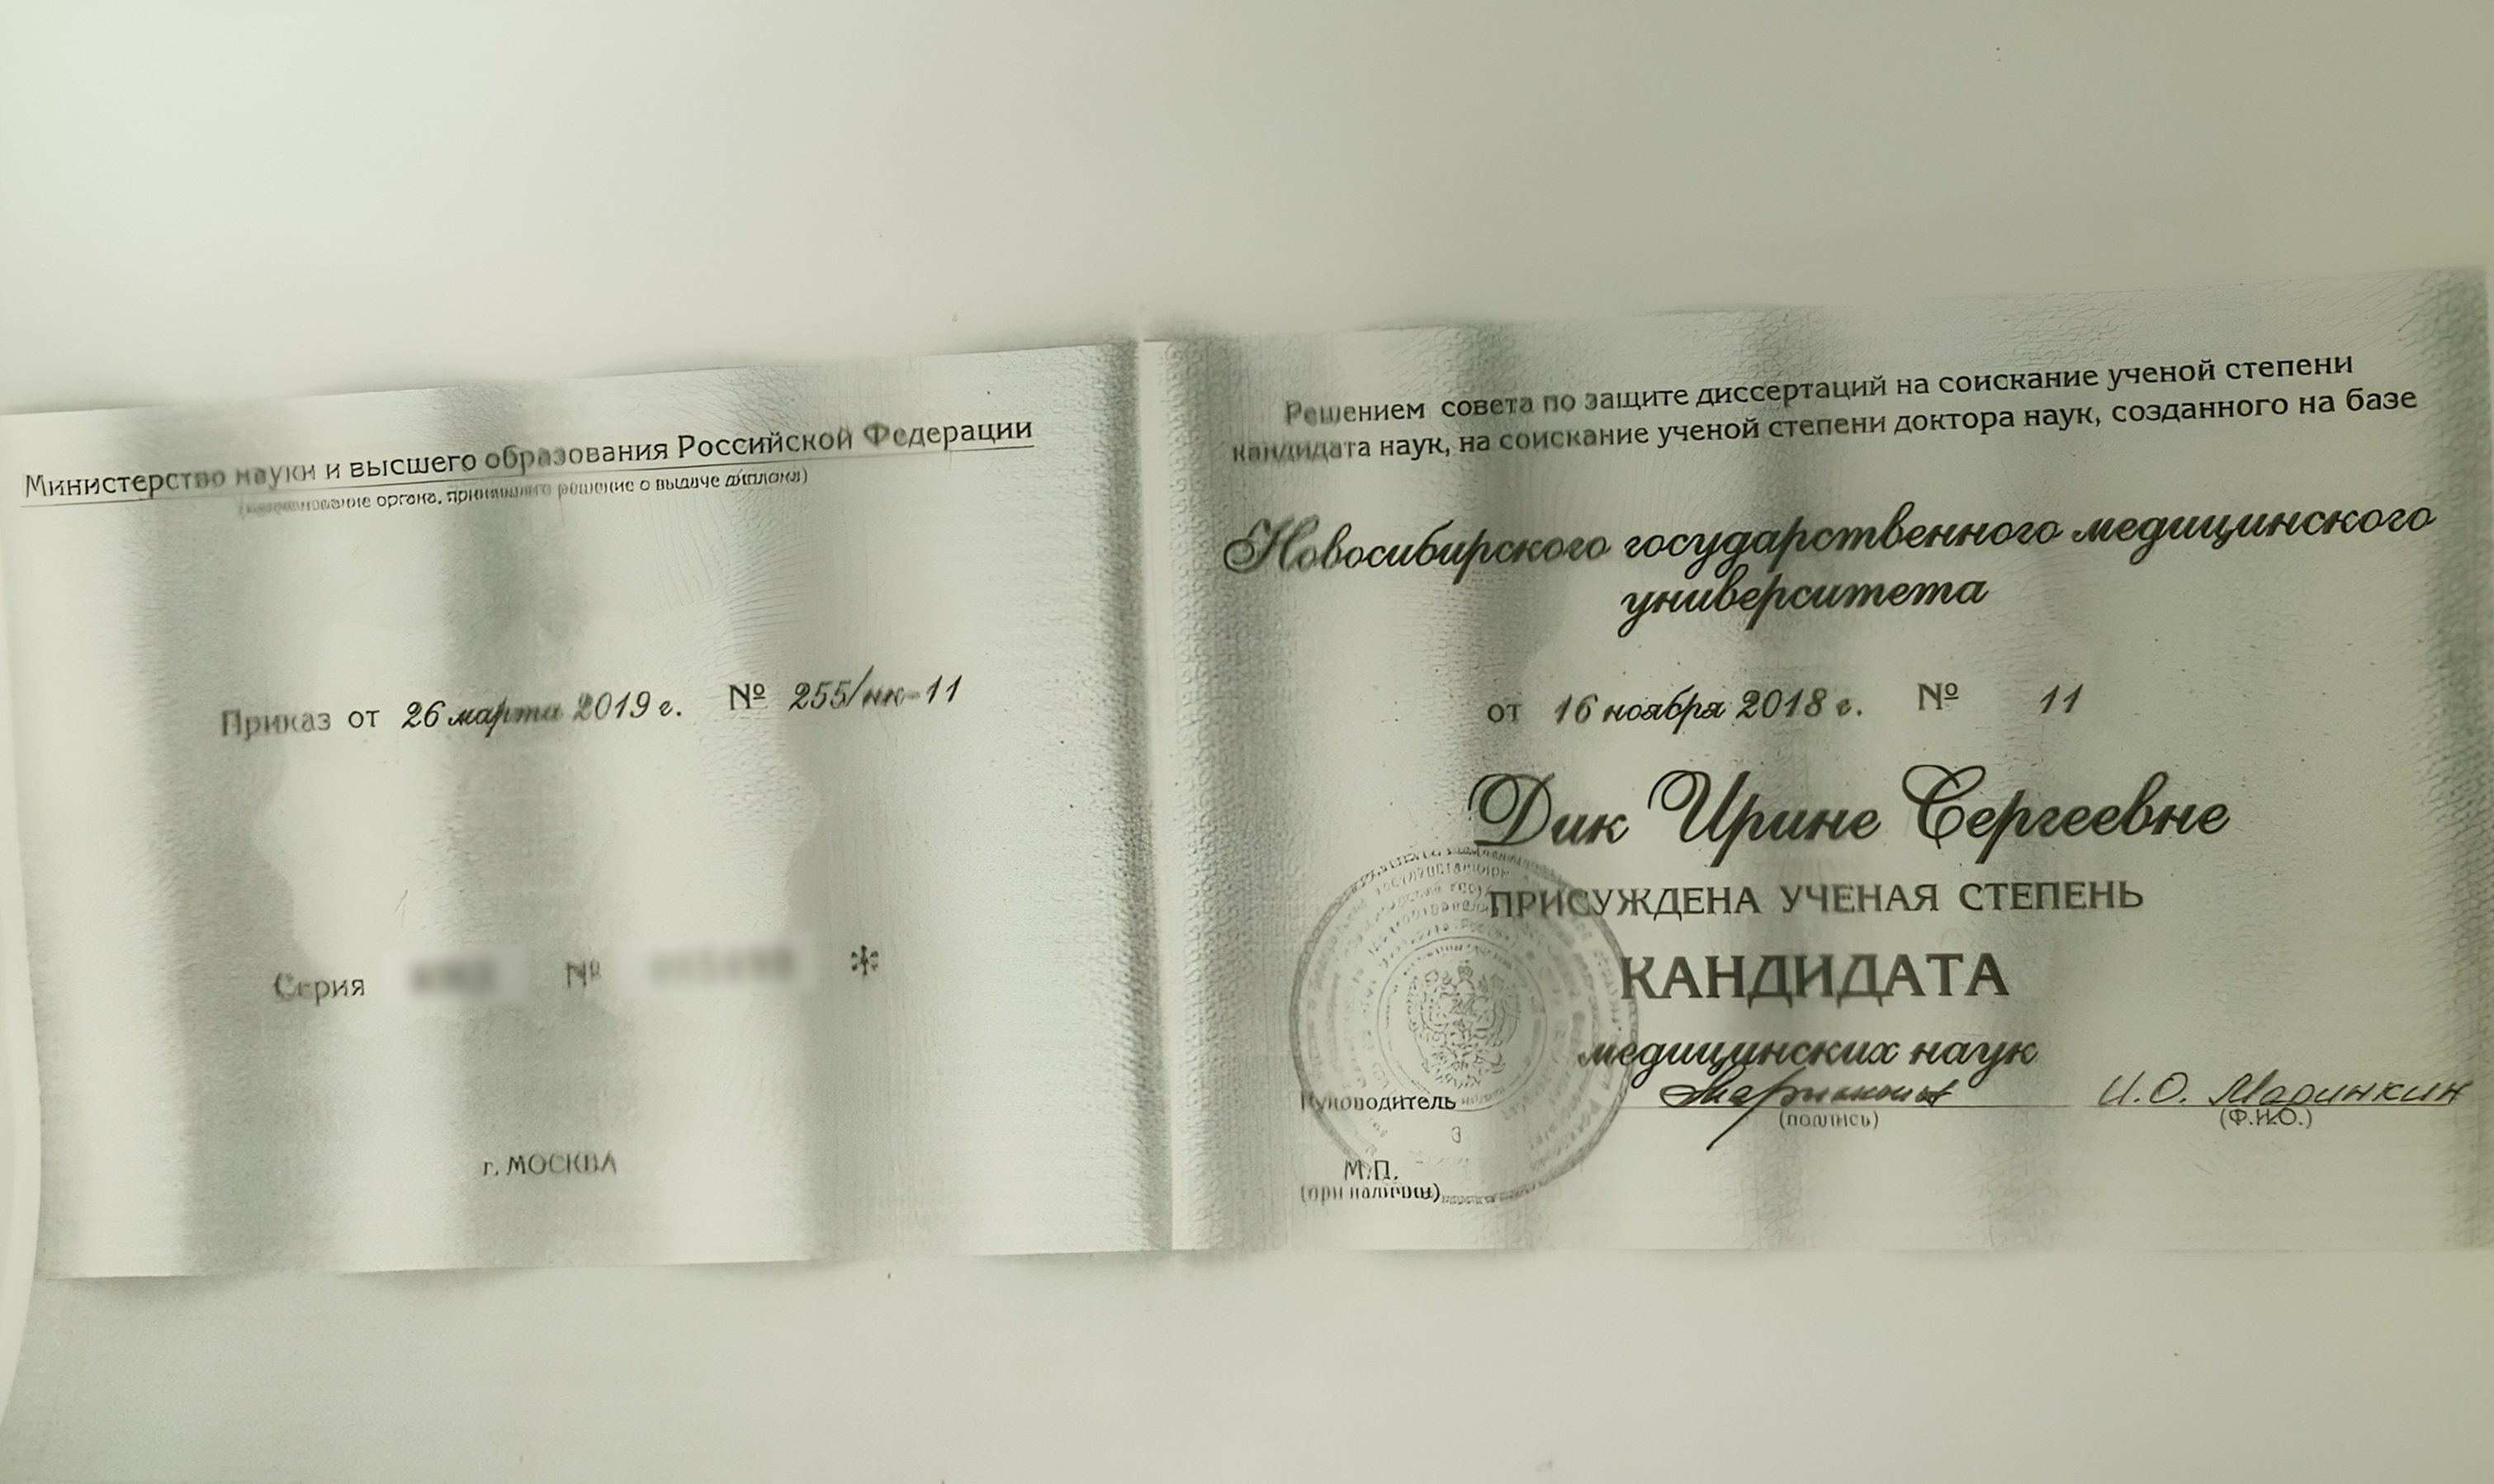 Министерство науки и высшего образования Российской Федерации
(наименование органа, принявшего решение о выдаче диплома)
Приказ от 26 марта 2019 г. № 255/нк-11
Серия № *
г. МОСКВА
Решением совета по защите диссертаций на соискание ученой степени
кандидата наук, на соискание ученой степени доктора наук, созданного на базе
Новосибирского государственного медицинского
университета
от 16 ноября 2018 г. № 11
Дик Ирине Сергеевне
ПРИСУЖДЕНА УЧЕНАЯ СТЕПЕНЬ
КАНДИДАТА
медицинских наук
Руководитель И.О. Маринкин
(подпись) (Ф.И.О.)
М.П.
(при наличии)